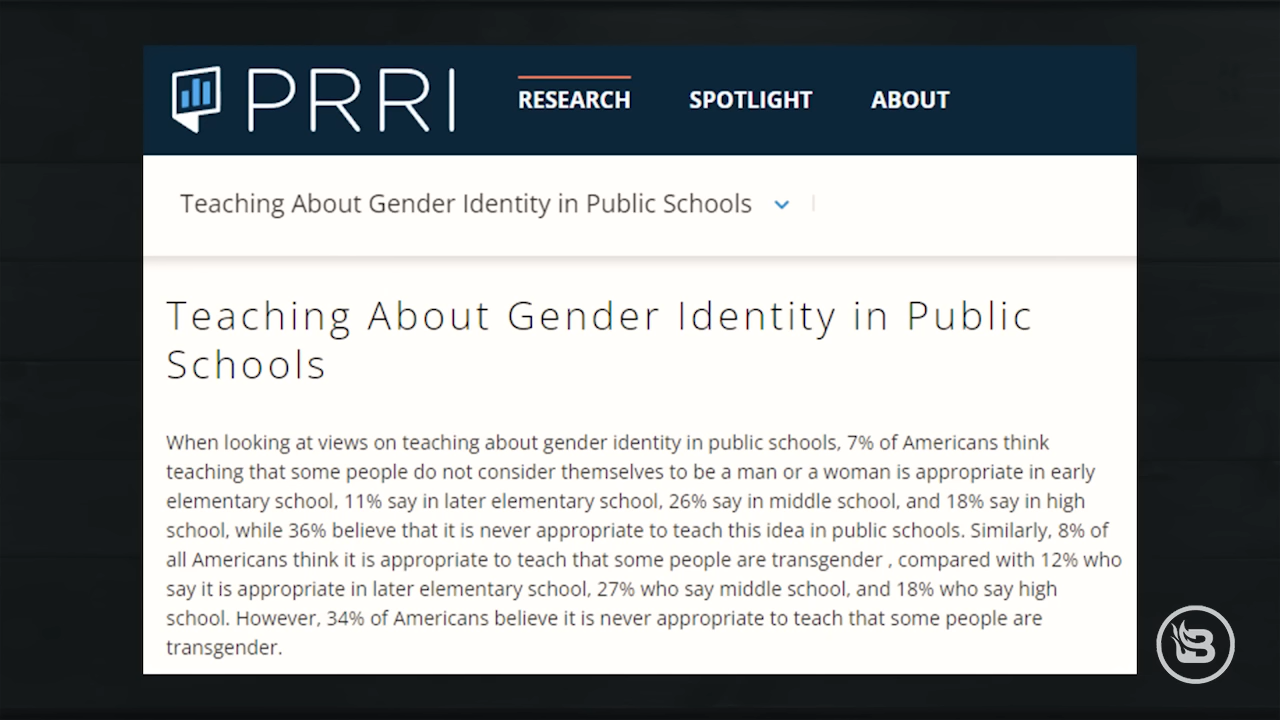 PRRI
RESEARCH SPOTLIGHT ABOUT
Teaching About Gender Identity in Public Schools
Teaching About Gender Identity in Public
Schools
When looking at views on teaching about gender identity in public schools, 7% of Americans think
teaching that some people do not consider themselves to be a man or a woman is appropriate in early
elementary school, 11% say in later elementary school, 26% say in middle school, and 18% say in high
school, while 36% believe that it is never appropriate to teach this idea in public schools. Similarly, 8% of
all Americans think it is appropriate to teach that some people are transgender , compared with 12% who
say it is appropriate in later elementary school, 27% who say middle school, and 18% who say high
school. However, 34% of Americans believe it is never appropriate to teach that some people are
transgender.
B